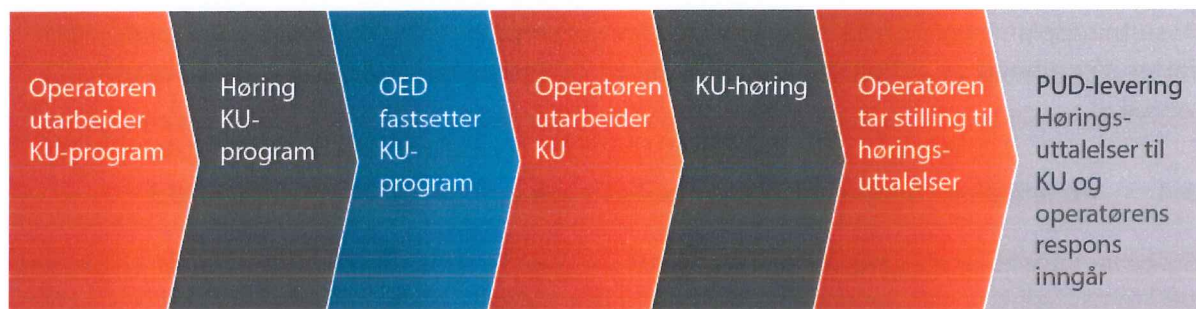 Operatøren
utarbeider
KU-program
Høring
KU-
program
OED
fastsetter
KU-
program
Operatøren
utarbeider
KU
KU-høring
Operatøren
tar stilling til
hørings-
uttalelser
PUD-levering
Hørings-
uttalelser til
KU og
operatørens
respons
inngår